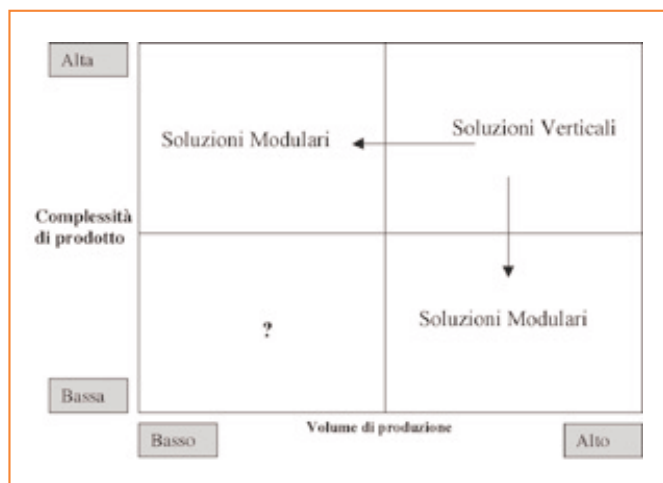 Alta
Soluzioni Modulari
Soluzioni Verticali
Complessità
di prodotto
?
Soluzioni Modulari
Bassa
Volume di produzione
Basso
Alto